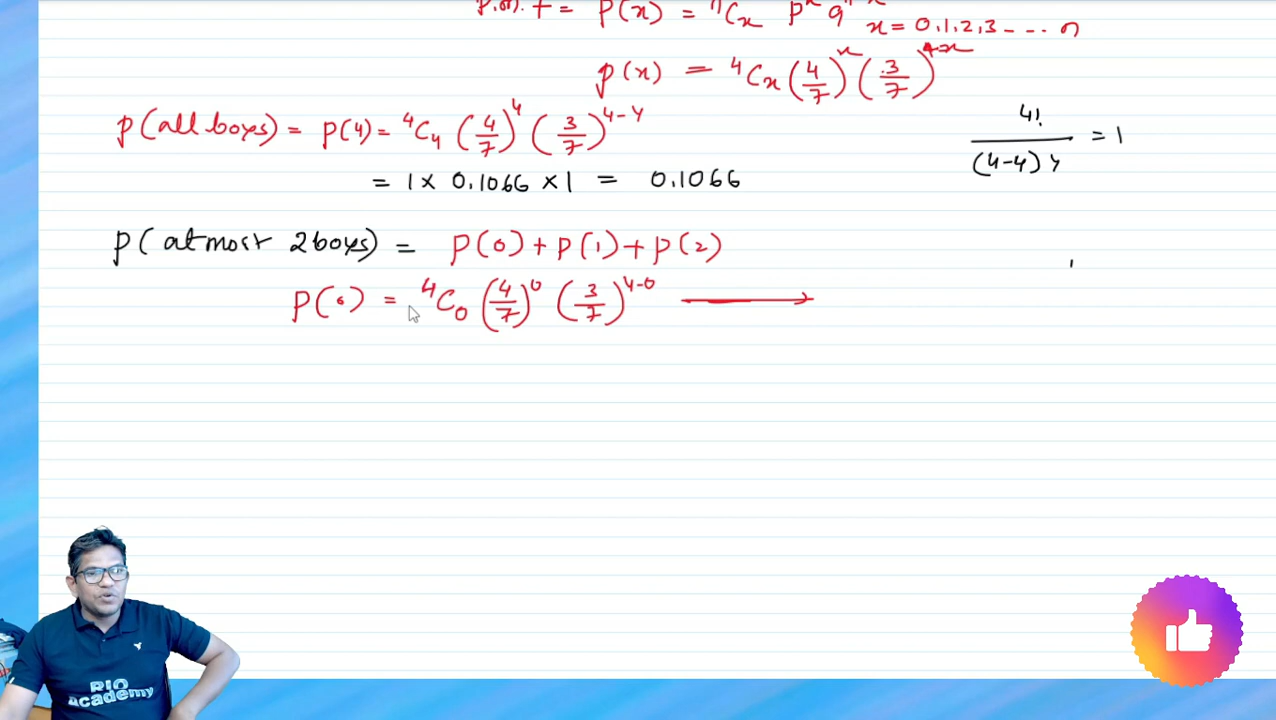 P.m.f = P(x) = ⁿCₓ pˣ qⁿ⁻ˣ
x = 0,1,2,3 ---- n
p(x) = ⁴Cₓ (4/7)ˣ (3/7)⁴⁻ˣ
p(all boys) = p(4) = ⁴C₄ (4/7)⁴ (3/7)⁴⁻⁴
4!/(4-4) 4 = 1
= 1 × 0.1066 × 1 = 0.1066
p(atmost 2 boys) = p(0) + p(1) + p(2)
p(0) = ⁴C₀ (4/7)⁰ (3/7)⁴⁻⁰ →
RIO
Academy